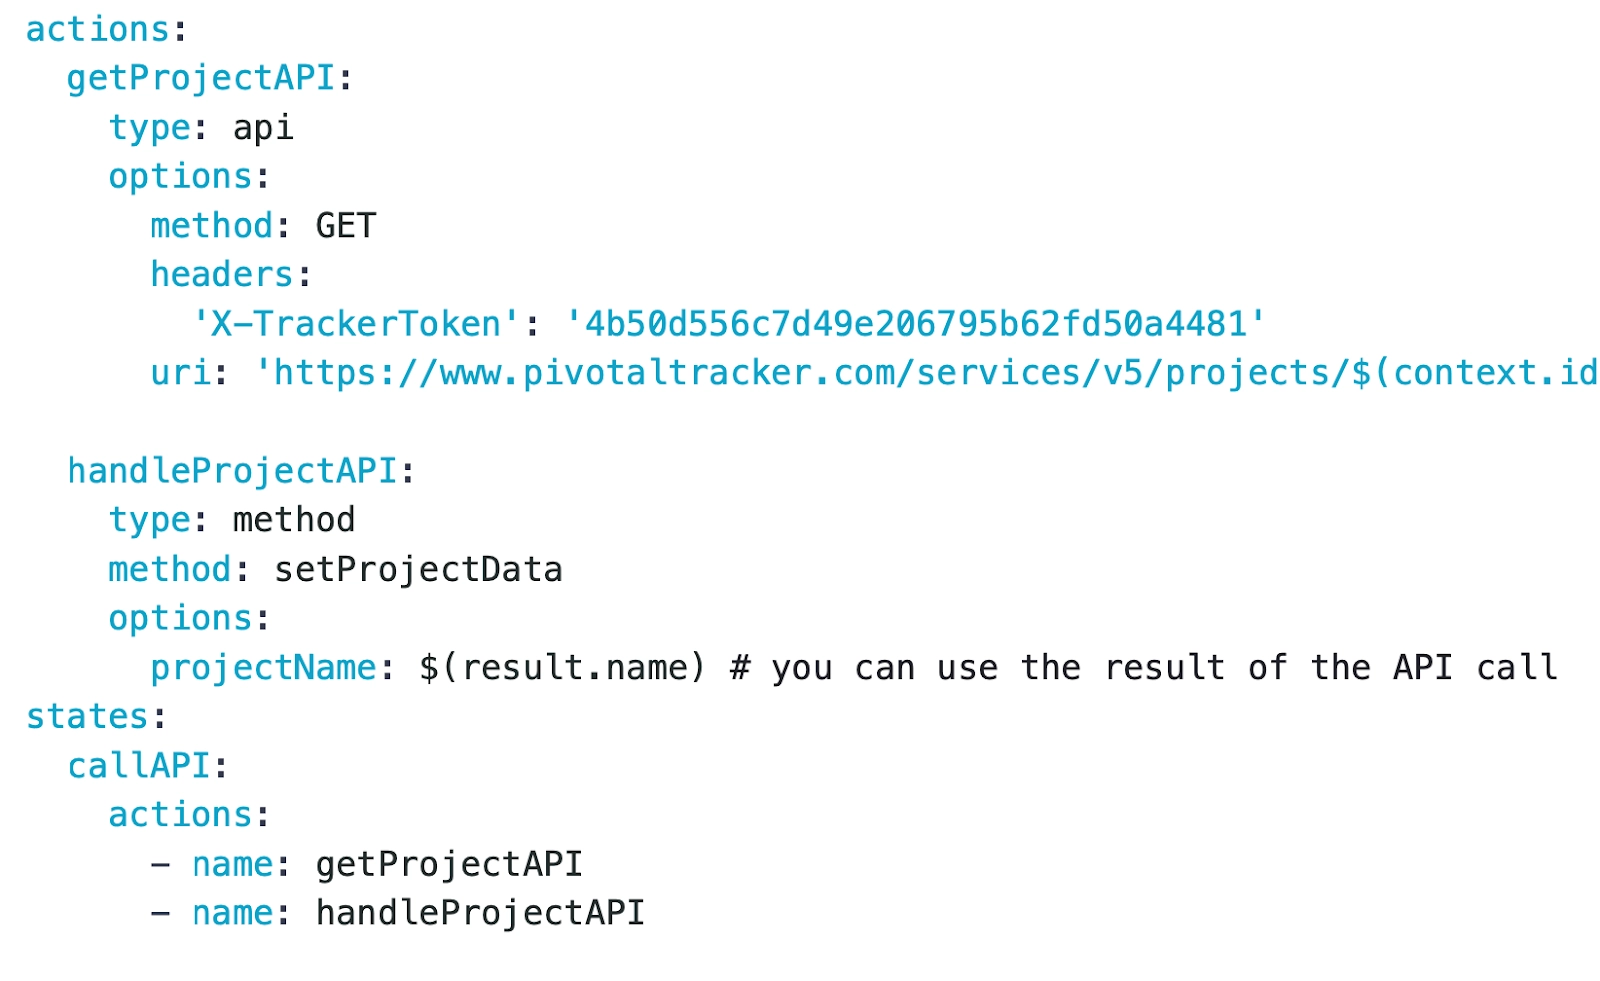 actions:
  getProjectAPI:
    type: api
    options:
      method: GET
      headers:
        'X-TrackerToken': '4b50d556c7d49e206795b62fd50a4481'
      uri: 'https://www.pivotaltracker.com/services/v5/projects/$(context.id
  handleProjectAPI:
    type: method
    method: setProjectData
    options:
      projectName: $(result.name) # you can use the result of the API call
states:
  callAPI:
    actions:
      - name: getProjectAPI
      - name: handleProjectAPI